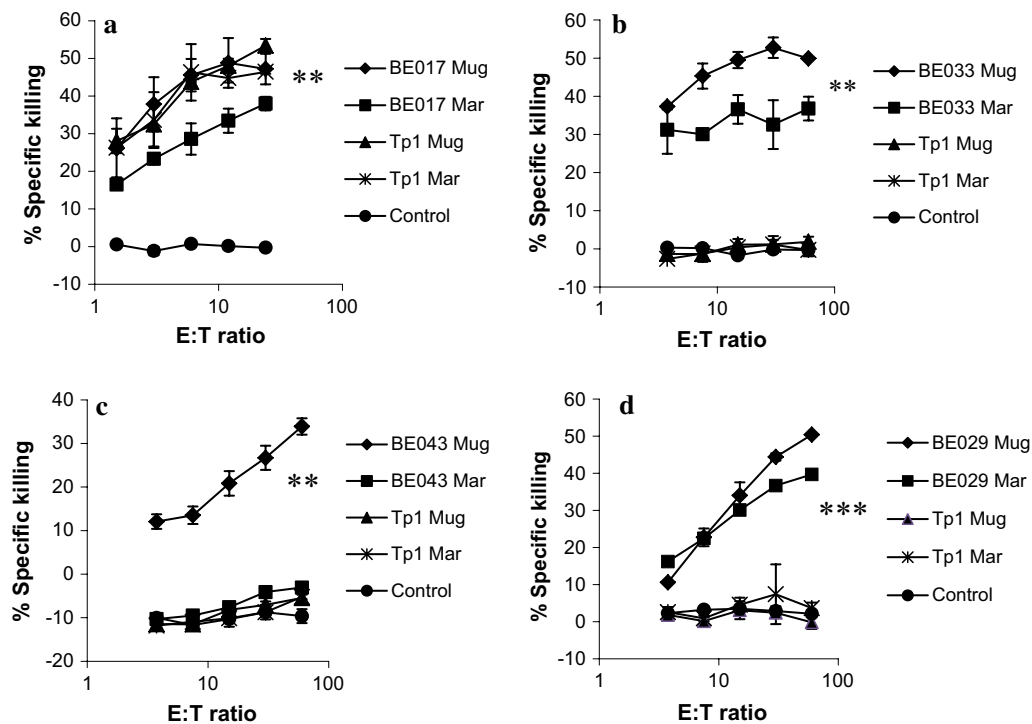 a
60
50
40
30
20
10
0
-10
% Specific killing
1
10
100
E:T ratio
**
BE017 Mug
BE017 Mar
Tp1 Mug
Tp1 Mar
Control
b
60
50
40
30
20
10
0
-10
% Specific killing
1
10
100
E:T ratio
**
BE033 Mug
BE033 Mar
Tp1 Mug
Tp1 Mar
Control
c
40
30
20
10
0
-10
-20
% Specific killing
1
10
100
E:T ratio
**
BE043 Mug
BE043 Mar
Tp1 Mug
Tp1 Mar
Control
d
60
50
40
30
20
10
0
-10
% Specific killing
1
10
100
E:T ratio
***
BE029 Mug
BE029 Mar
Tp1 Mug
Tp1 Mar
Control